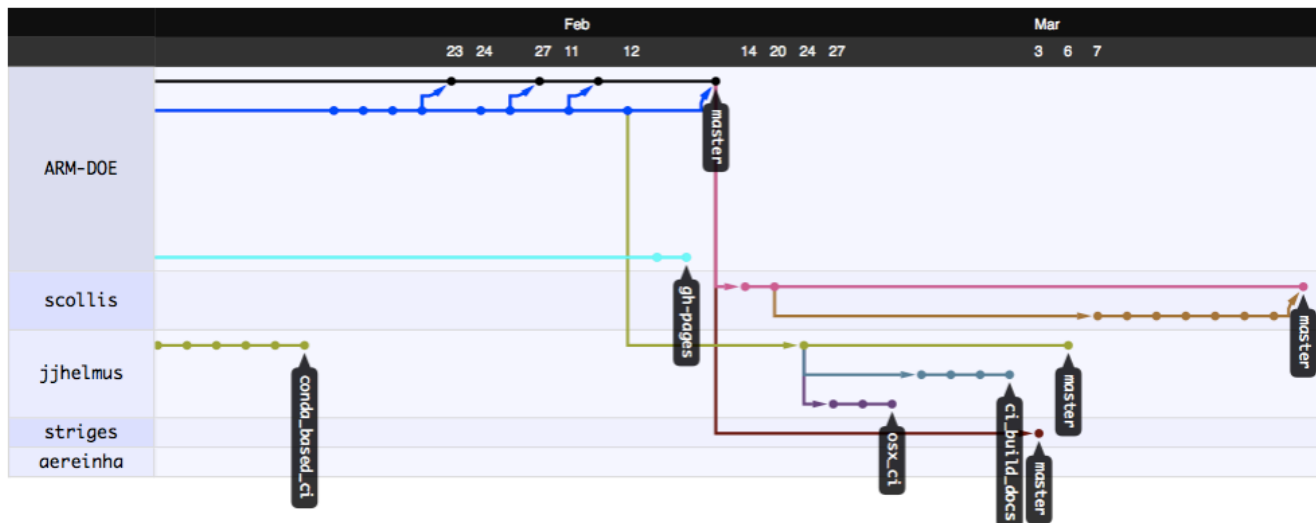 Feb Mar
23 24 27 11 12 14 20 24 27 3 6 7
ARM-DOE
master
scollis
gh-pages
master
jjhelmus
conda_based_ci
master
ci_build_docs
osx_ci
striges
master
aereinha